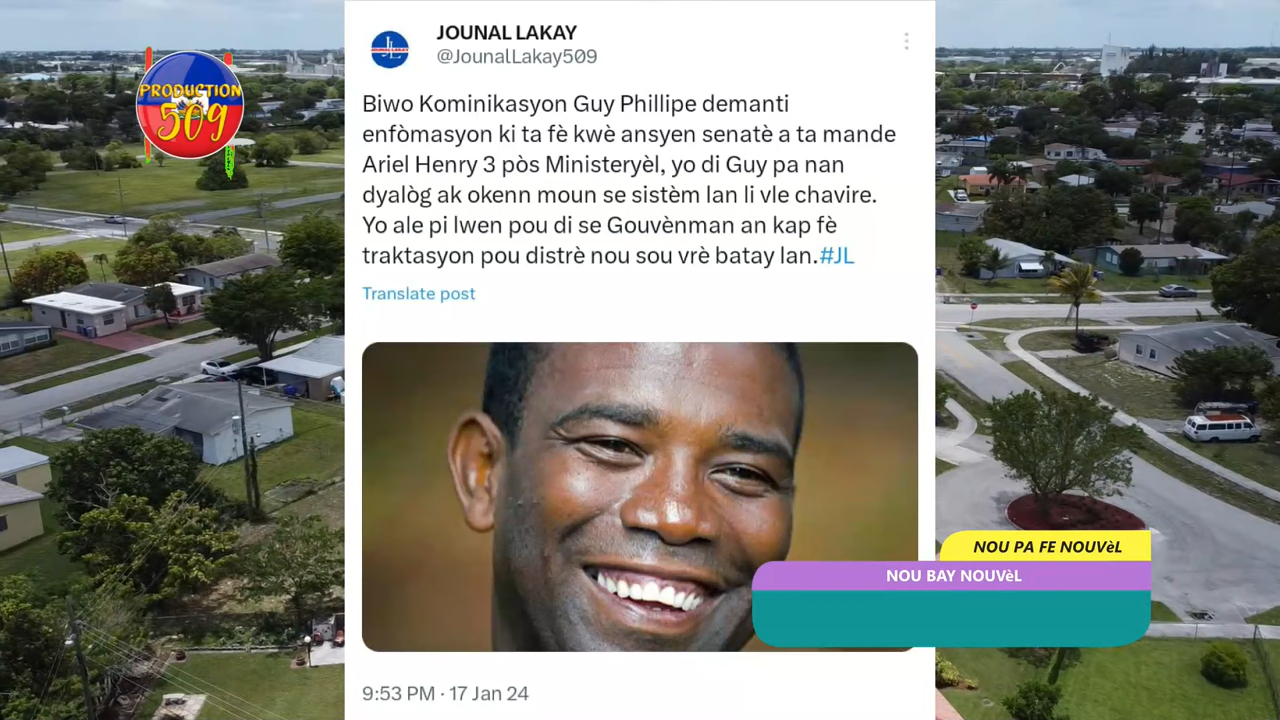 PRODUCTION
509
JOUNAL LAKAY
@JounalLakay509
Biwo Kominikasyon Guy Phillipe demanti
enfòmasyon ki ta fè kwè ansyen senatè a ta mande
Ariel Henry 3 pòs Ministeryèl, yo di Guy pa nan
dyalòg ak okenn moun se sistèm lan li vle chavire.
Yo ale pi lwen pou di se Gouvènman an kap fè
traktasyon pou distrè nou sou vrè batay lan.#JL
Translate post
NOU PA FE NOUVèL
NOU BAY NOUVèL
9:53 PM · 17 Jan 24